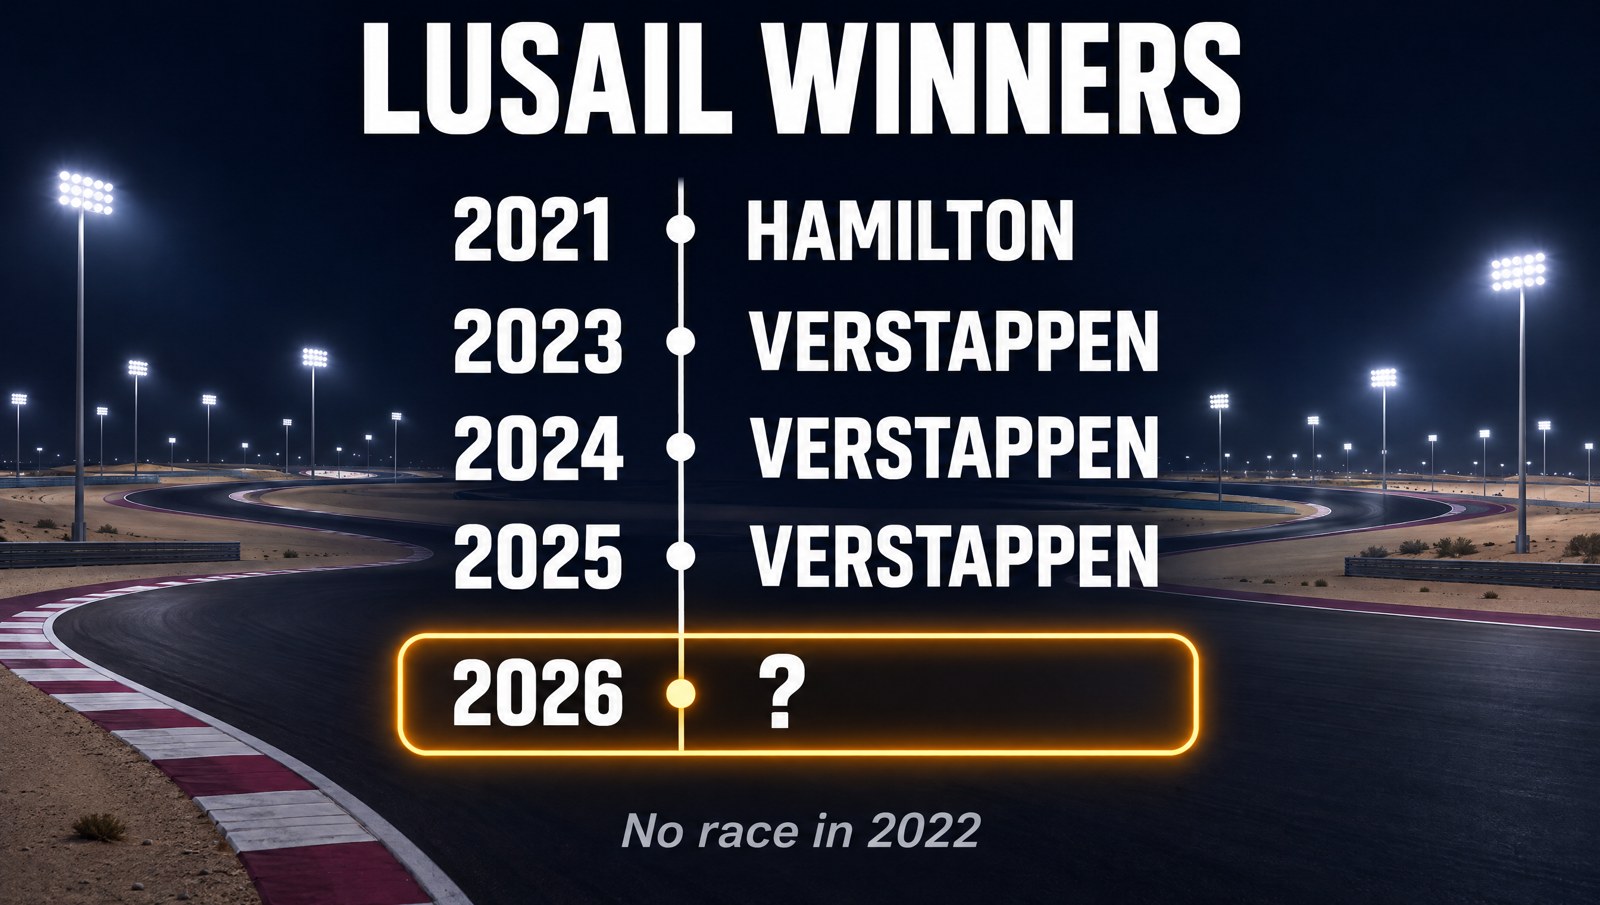 LUSAIL WINNERS
2021 HAMILTON
2023 VERSTAPPEN
2024 VERSTAPPEN
2025 VERSTAPPEN
2026 ?
No race in 2022